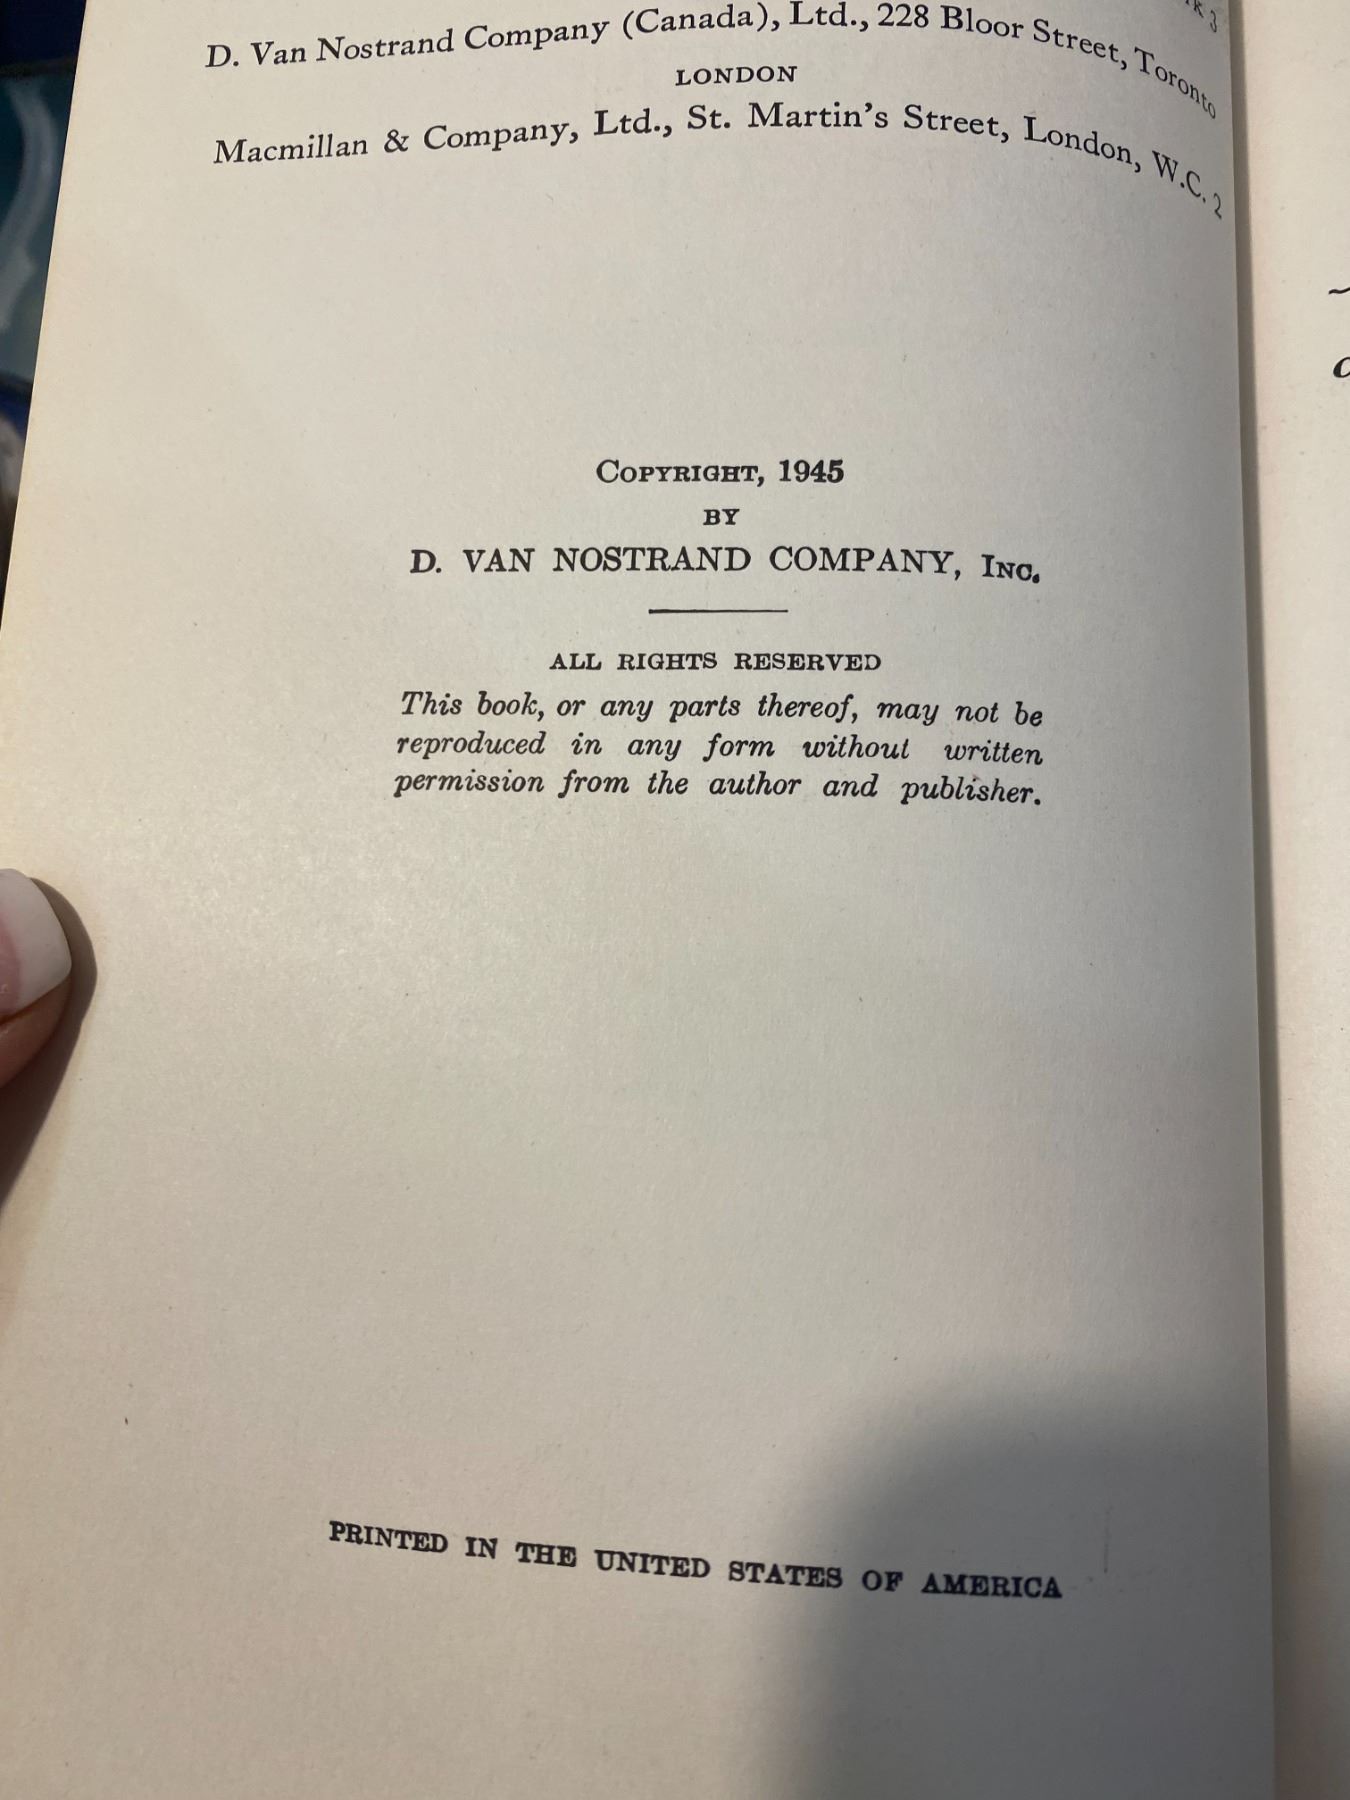 D. Van Nostrand Company (Canada), Ltd., 228 Bloor Street, Toronto
LONDON
Macmillan & Company, Ltd., St. Martin's Street, London, W.C. 2
COPYRIGHT, 1945
BY
D. VAN NOSTRAND COMPANY, INC.
ALL RIGHTS RESERVED
This book, or any parts thereof, may not be
reproduced in any form without written
permission from the author and publisher.
PRINTED IN THE UNITED STATES OF AMERICA